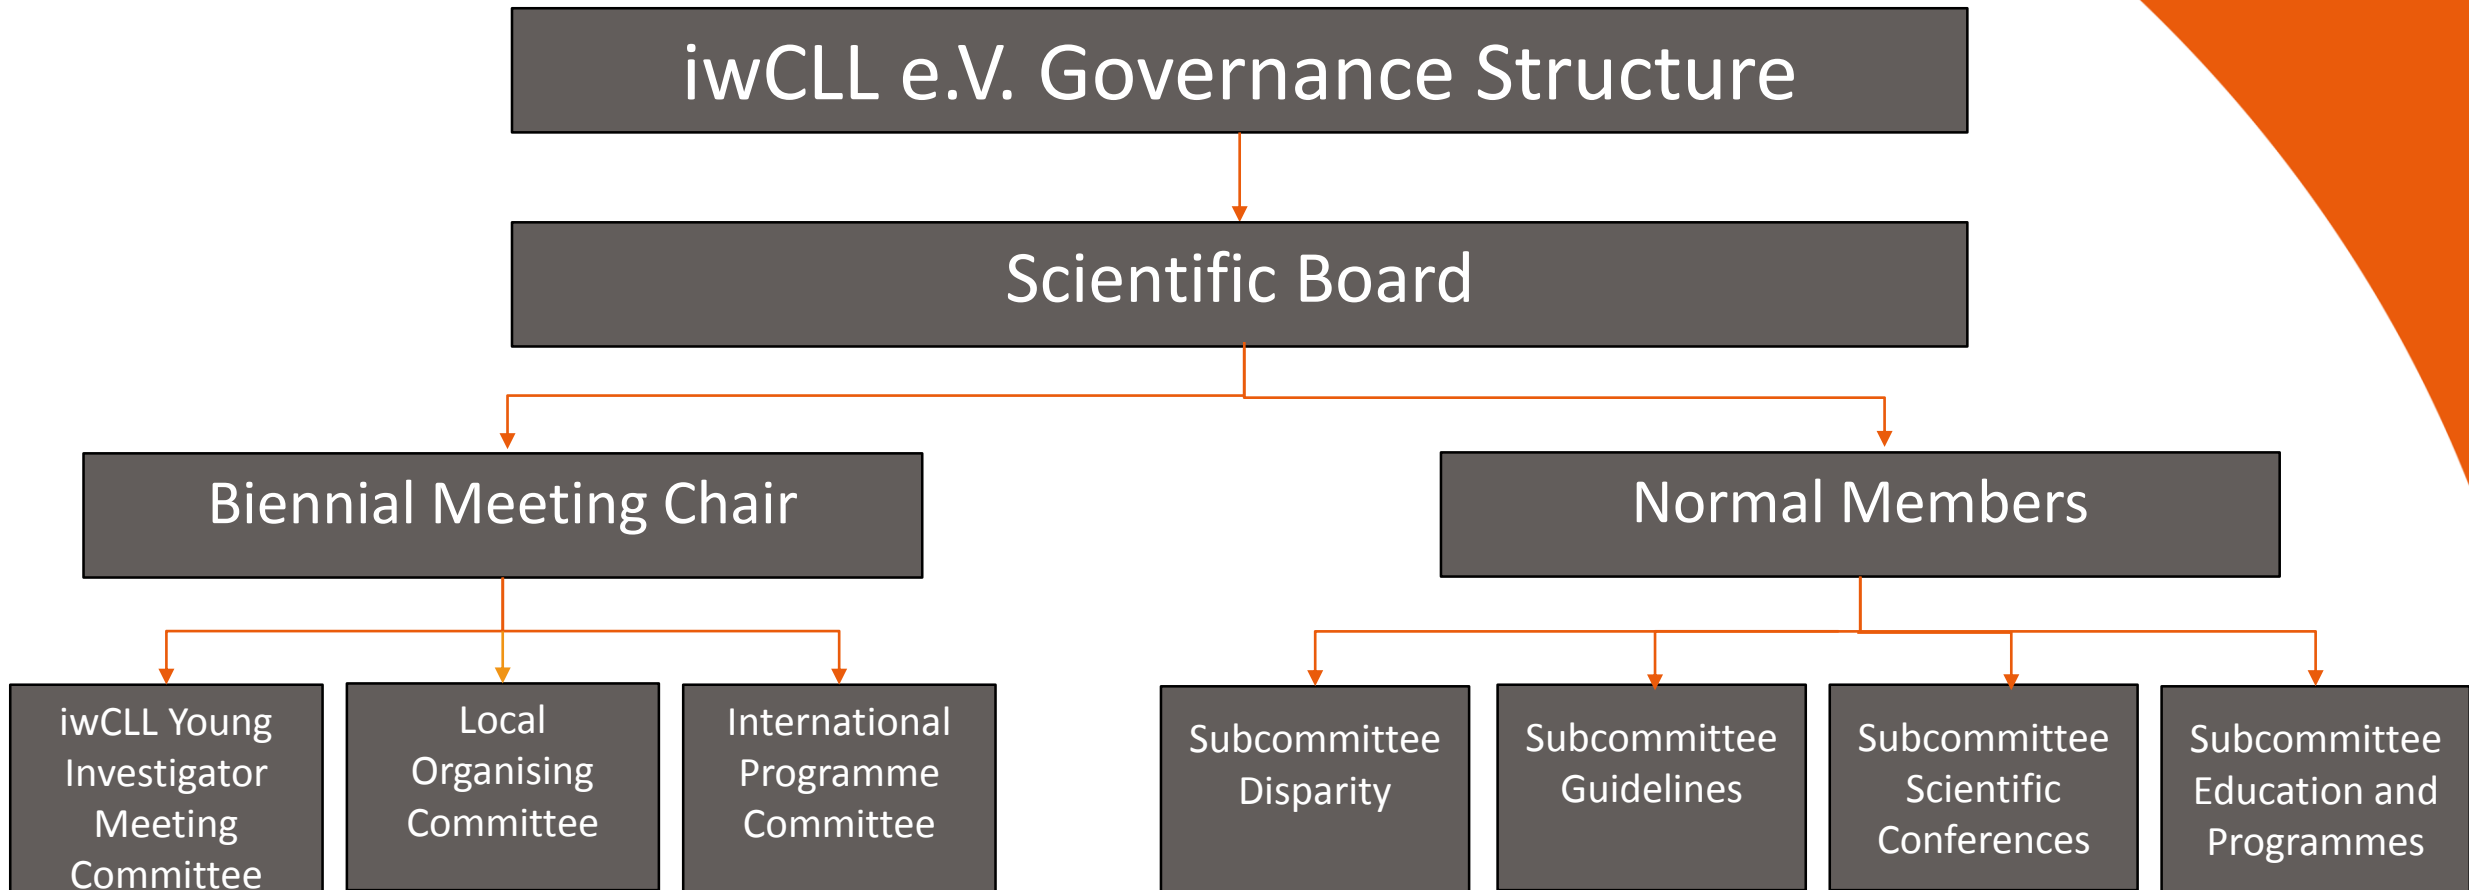 iwCLL e.V. Governance Structure
Scientific Board
Biennial Meeting Chair
Normal Members
iwCLL Young
Investigator
Meeting
Committee
Local
Organising
Committee
International
Programme
Committee
Subcommittee
Disparity
Subcommittee
Guidelines
Subcommittee
Scientific
Conferences
Subcommittee
Education and
Programmes